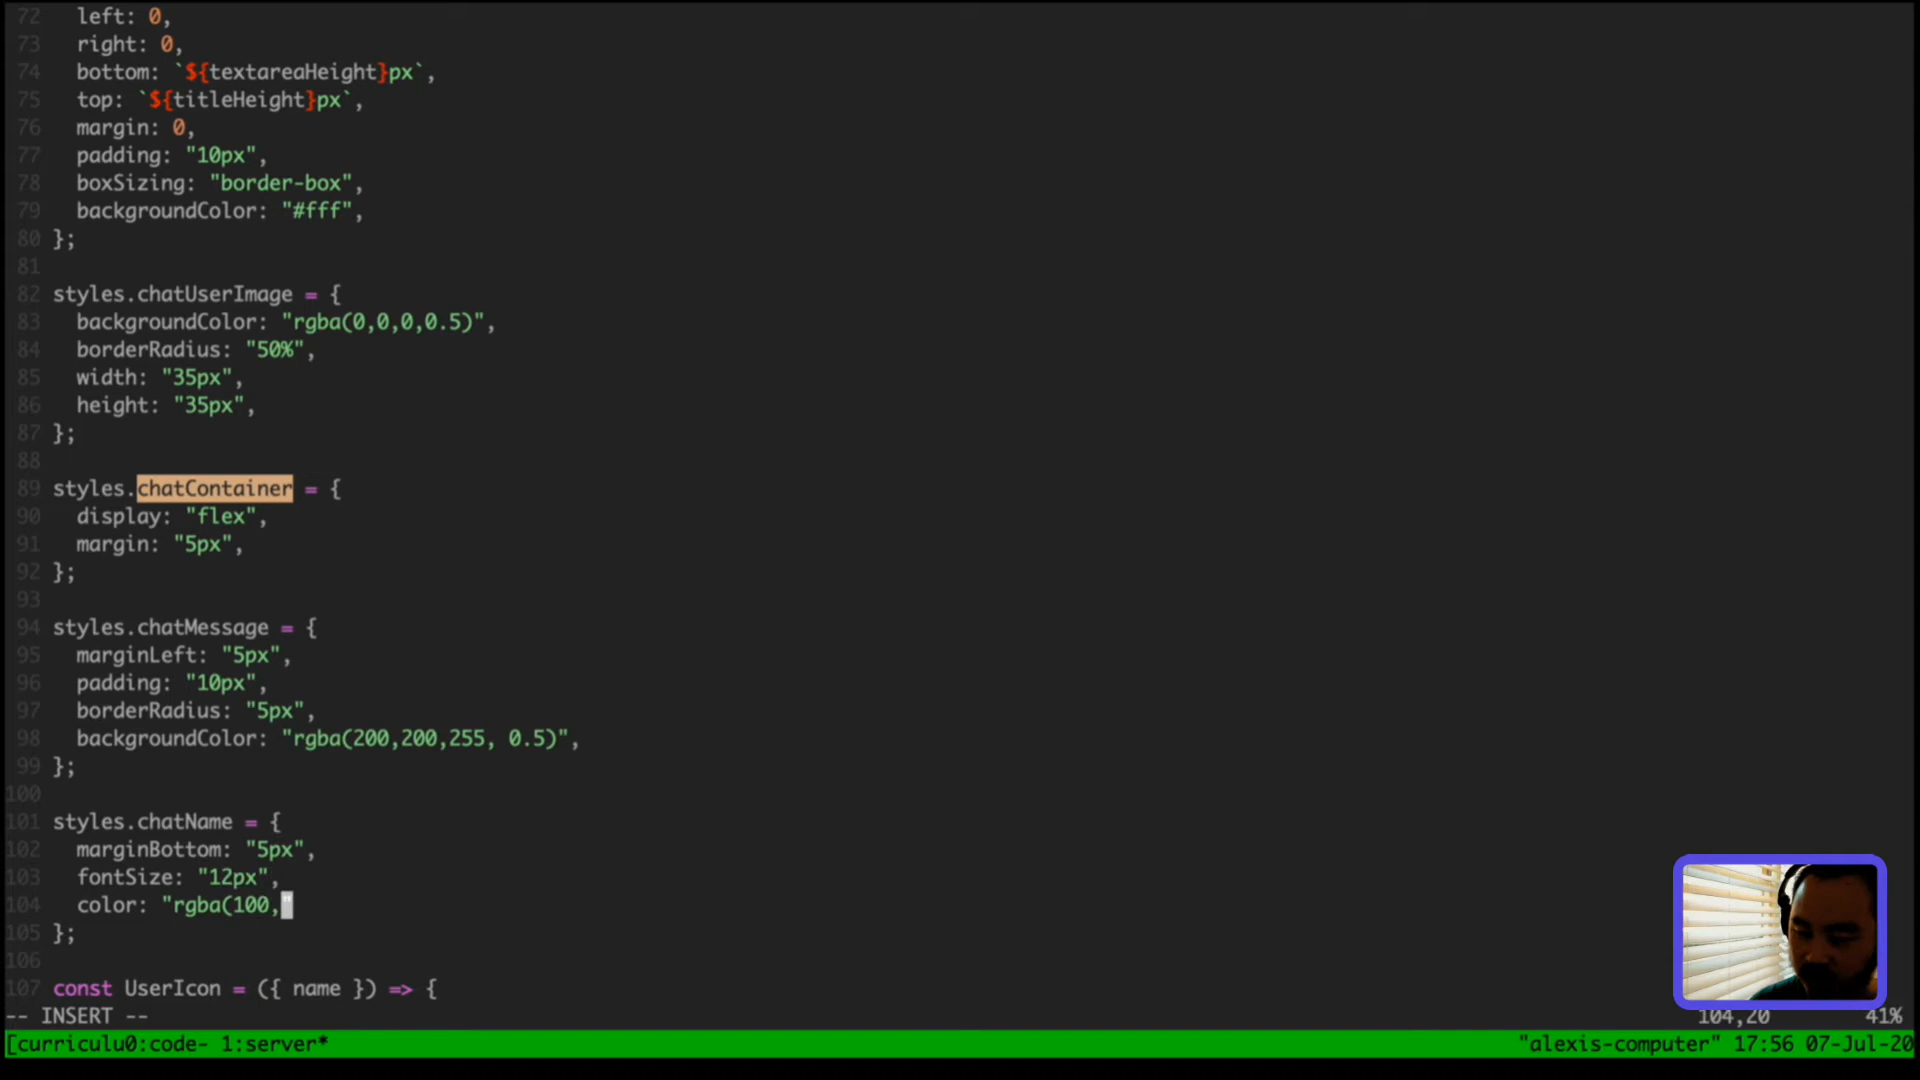 72 left: 0,
73 right: 0,
74 bottom: `${textareaHeight}px`,
75 top: `${titleHeight}px`,
76 margin: 0,
77 padding: "10px",
78 boxSizing: "border-box",
79 backgroundColor: "#fff",
80 };
81
82 styles.chatUserImage = {
83 backgroundColor: "rgba(0,0,0,0.5)",
84 borderRadius: "50%",
85 width: "35px",
86 height: "35px",
87 };
88
89 styles.chatContainer = {
90 display: "flex",
91 margin: "5px",
92 };
93
94 styles.chatMessage = {
95 marginLeft: "5px",
96 padding: "10px",
97 borderRadius: "5px",
98 backgroundColor: "rgba(200,200,255, 0.5)",
99 };
100
101 styles.chatName = {
102 marginBottom: "5px",
103 fontSize: "12px",
104 color: "rgba(100,"
105 };
106
107 const UserIcon = ({ name }) => {
-- INSERT -- 104,20 41%
[curriculu0:code- 1:server* "alexis-computer" 17:56 07-Jul-20